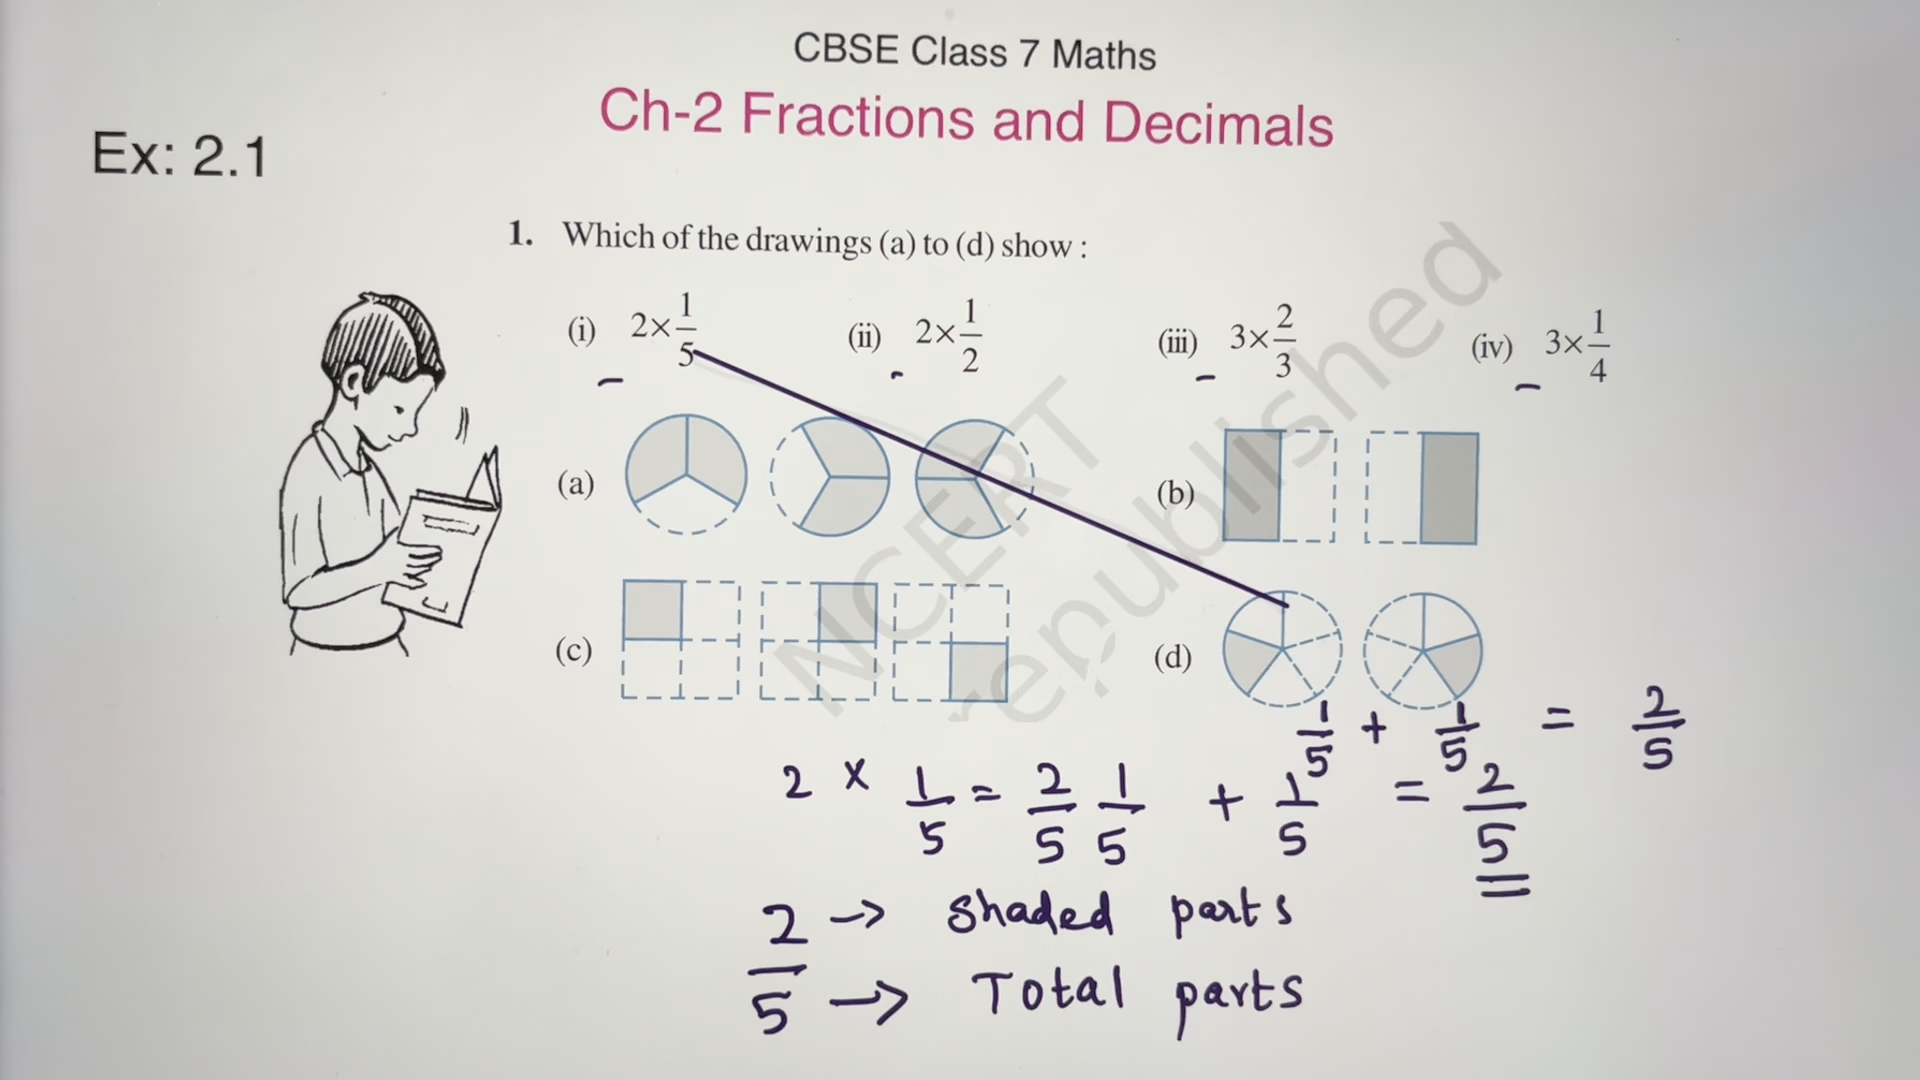 CBSE Class 7 Maths
Ch-2 Fractions and Decimals
Ex: 2.1
1. Which of the drawings (a) to (d) show :
(i) 2×1/5 (ii) 2×1/2 (iii) 3×2/3 (iv) 3×1/4
(a) (b)
(c) (d)
NCERT
republished
1/5 + 1/5 = 2/5
2 × 1/5 = 2/5 1/5 + 1/5 = 2/5
2 → shaded parts
5 → Total parts